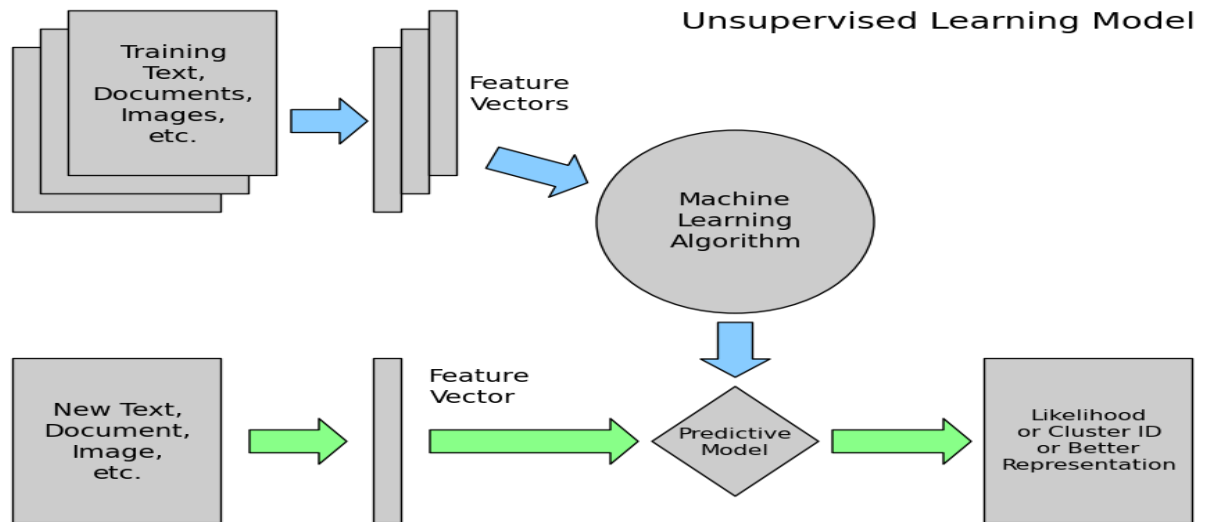 Unsupervised Learning Model
Training
Text,
Documents,
Images,
etc.
Feature
Vectors
Machine
Learning
Algorithm
New Text,
Document,
Image,
etc.
Feature
Vector
Predictive
Model
Likelihood
or Cluster ID
or Better
Representation